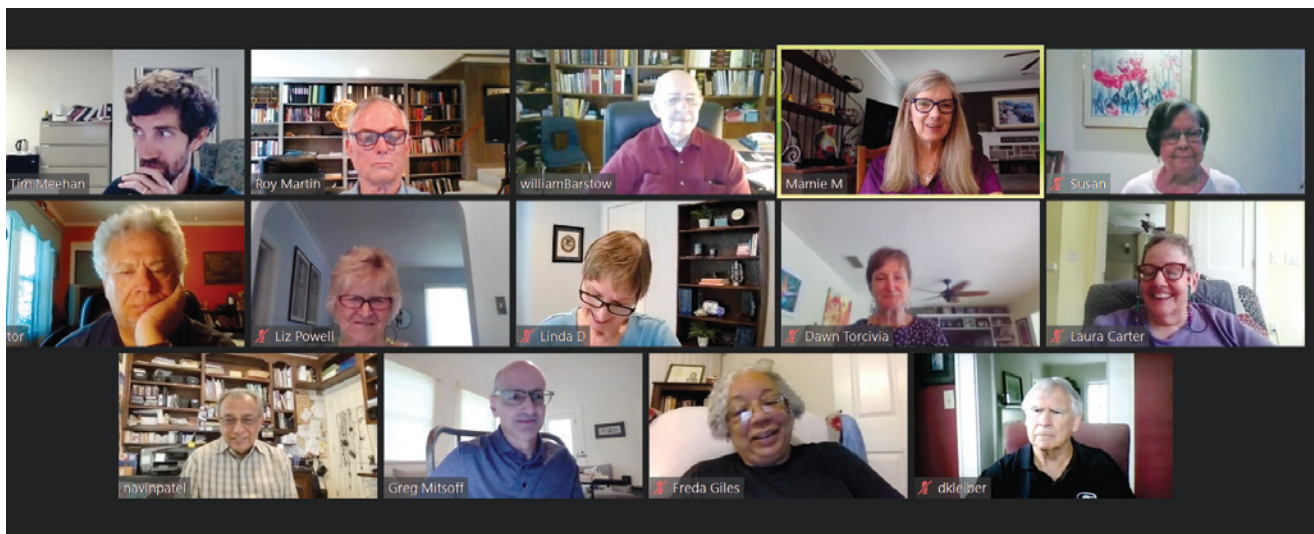 Tim Meehan
Roy Martin
williamBarstow
Mamie M
Susan
tor
Liz Powell
Linda D
Dawn Torcivia
Laura Carter
navinpatel
Greg Mitsoff
Freda Giles
dkleiber